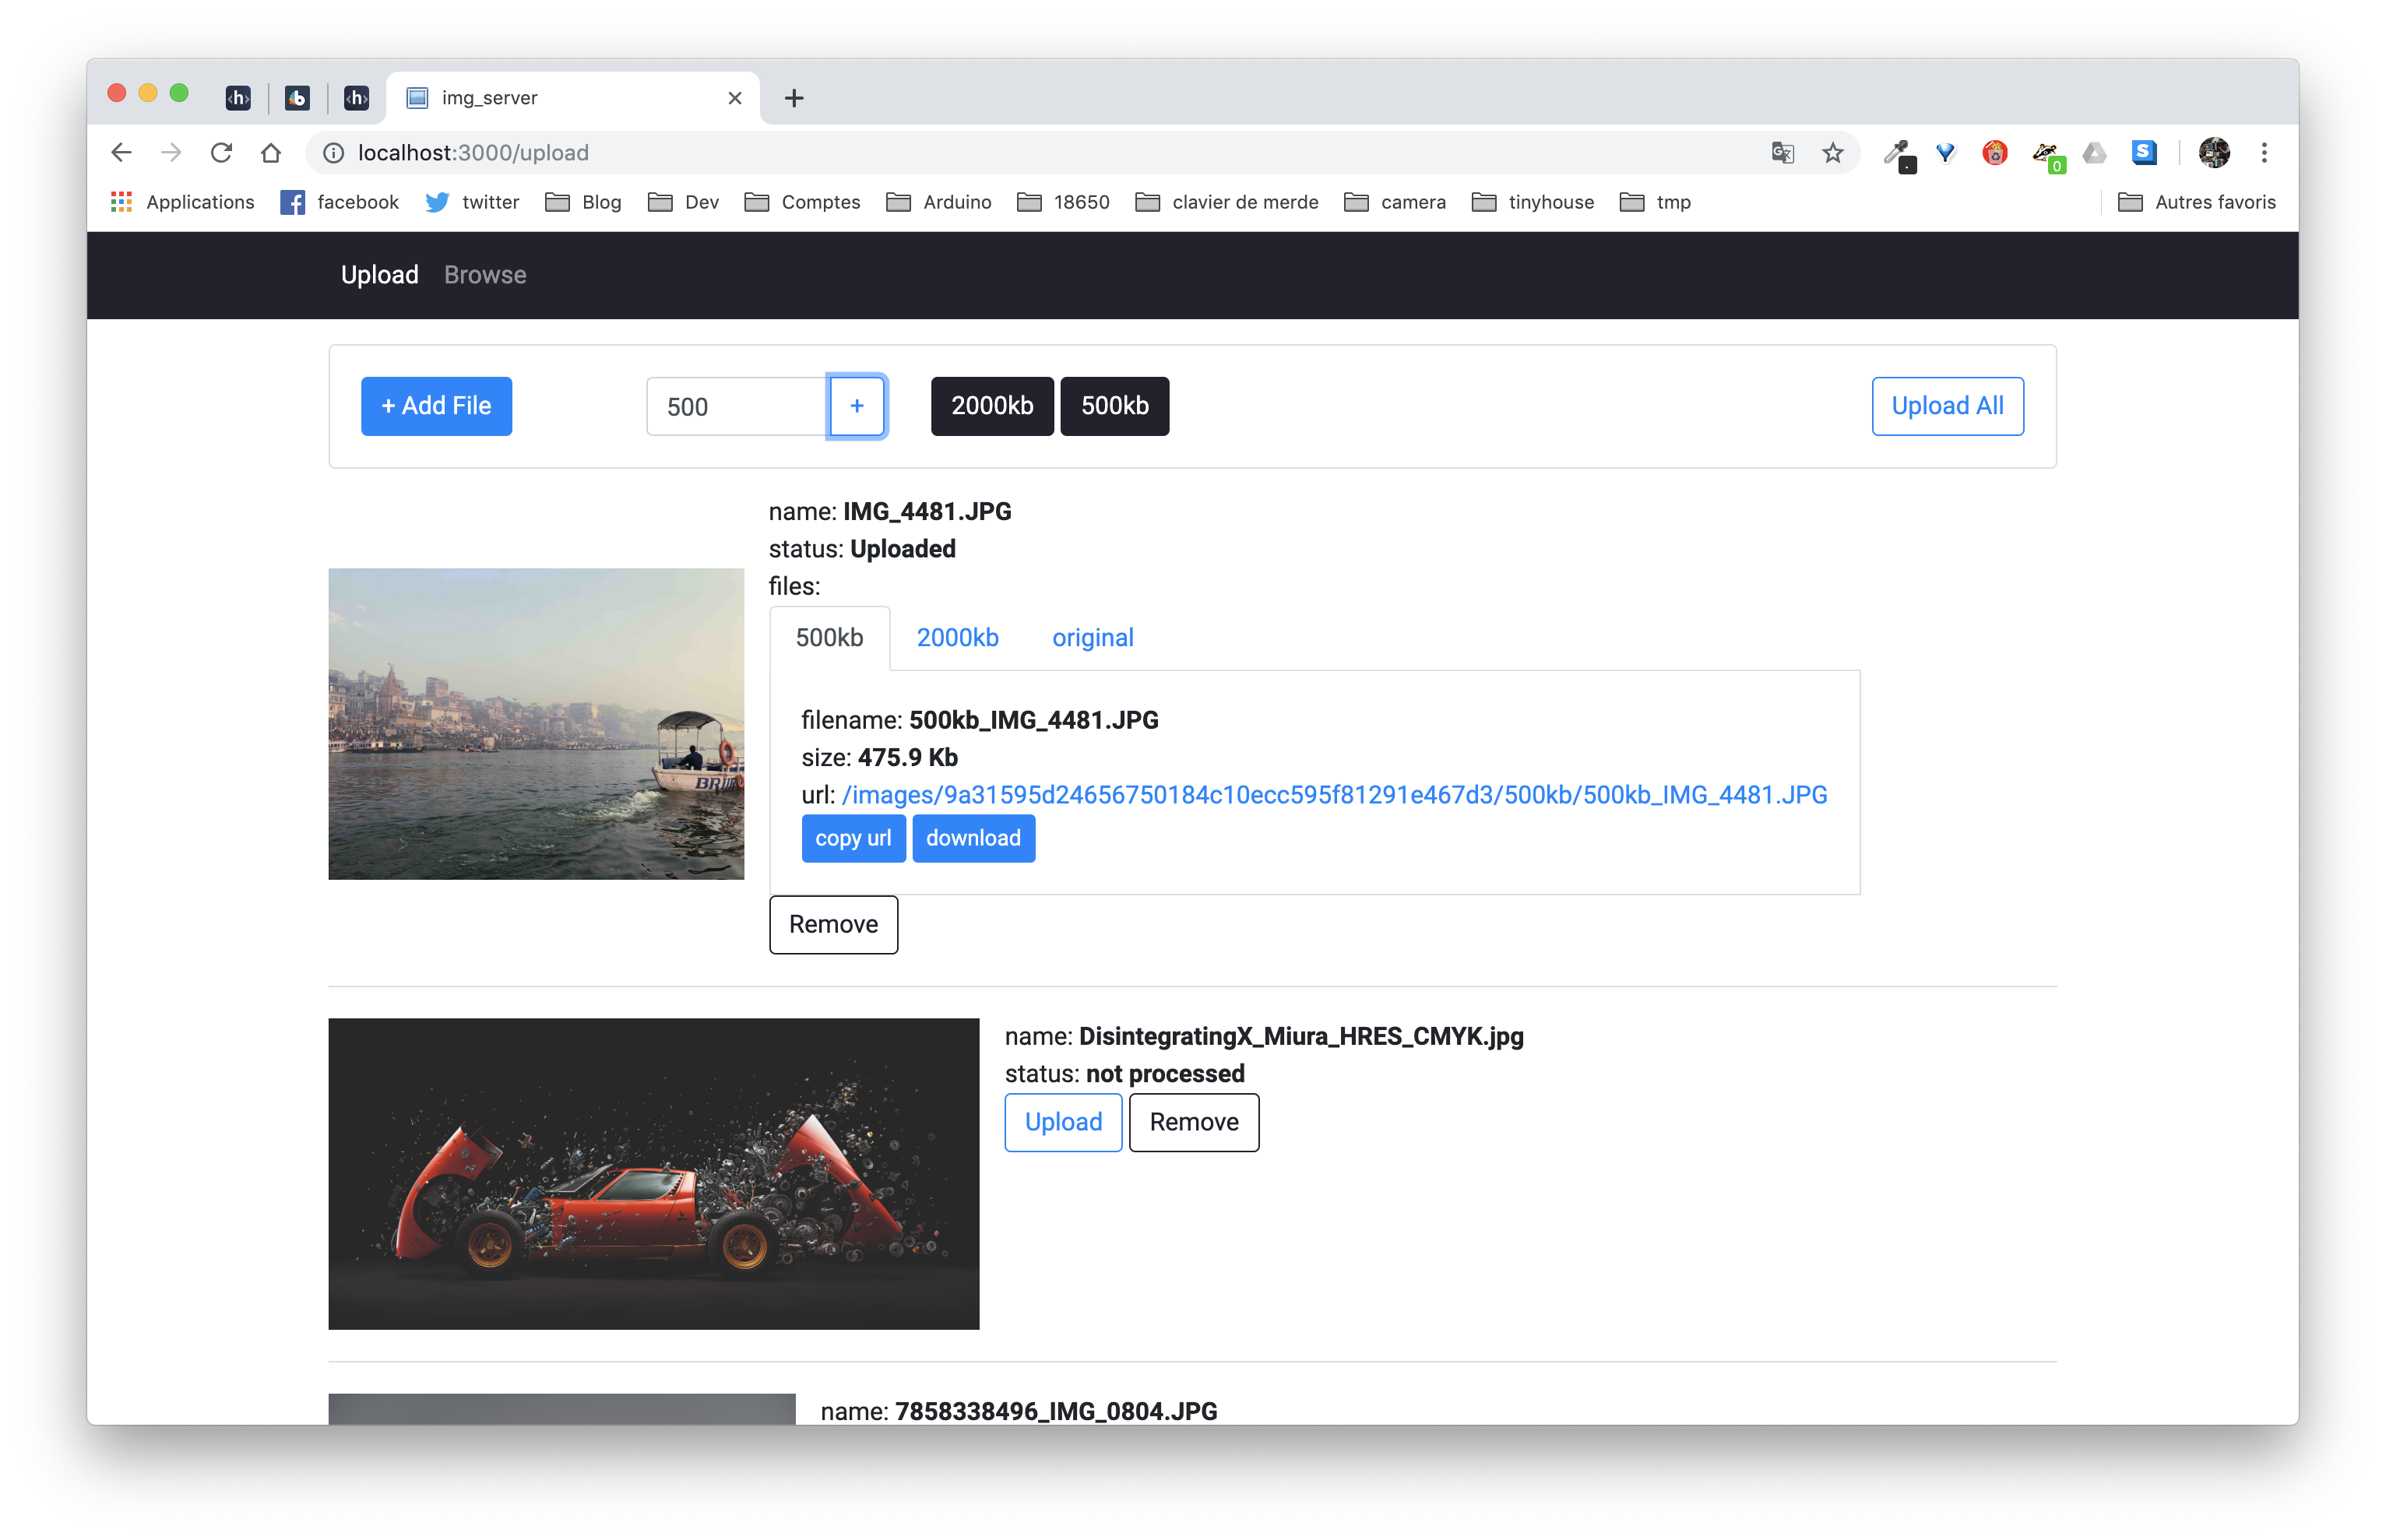 img_server
localhost:3000/upload
Applications facebook twitter Blog Dev Comptes Arduino 18650 clavier de merde camera tinyhouse tmp Autres favoris
Upload Browse
+ Add File 500 + 2000kb 500kb Upload All
name: IMG_4481.JPG
status: Uploaded
files:
500kb 2000kb original
filename: 500kb_IMG_4481.JPG
size: 475.9 Kb
url: /images/9a31595d24656750184c10ecc595f81291e467d3/500kb/500kb_IMG_4481.JPG
copy url download
Remove
name: DisintegratingX_Miura_HRES_CMYK.jpg
status: not processed
Upload Remove
name: 7858338496_IMG_0804.JPG